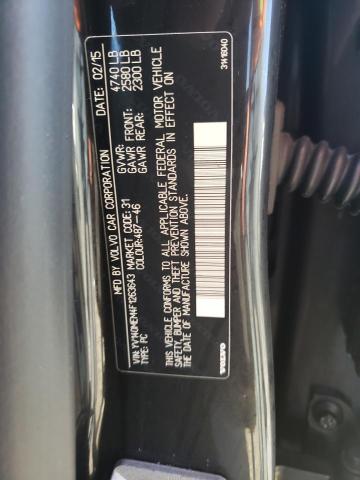 MFD BY VOLVO CAR CORPORATION DATE: 02/15
MARKET CODE: 31 GVWR: 4740 LB
COLOUR:487-46 GAWR FRONT: 2580 LB
GAWR REAR: 2300 LB
TYPE: PC
THIS VEHICLE CONFORMS TO ALL APPLICABLE FEDERAL MOTOR VEHICLE
SAFETY, BUMPER AND THEFT PREVENTION STANDARDS IN EFFECT ON
THE DATE OF MANUFACTURE SHOWN ABOVE.
VOLVO 31416040